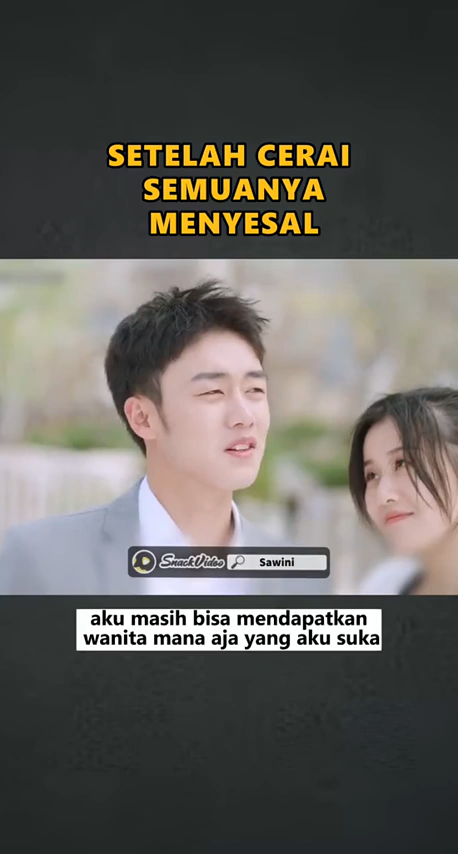 SETELAH CERAI
SEMUANYA
MENYESAL
SnackVideo Sawini
aku masih bisa mendapatkan
wanita mana aja yang aku suka